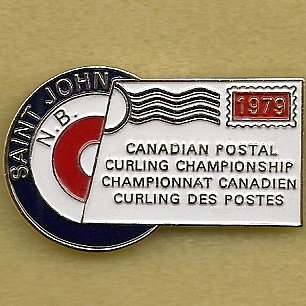 SAINT JOHN
N.B.
1979
CANADIAN POSTAL
CURLING CHAMPIONSHIP
CHAMPIONNAT CANADIEN
CURLING DES POSTES